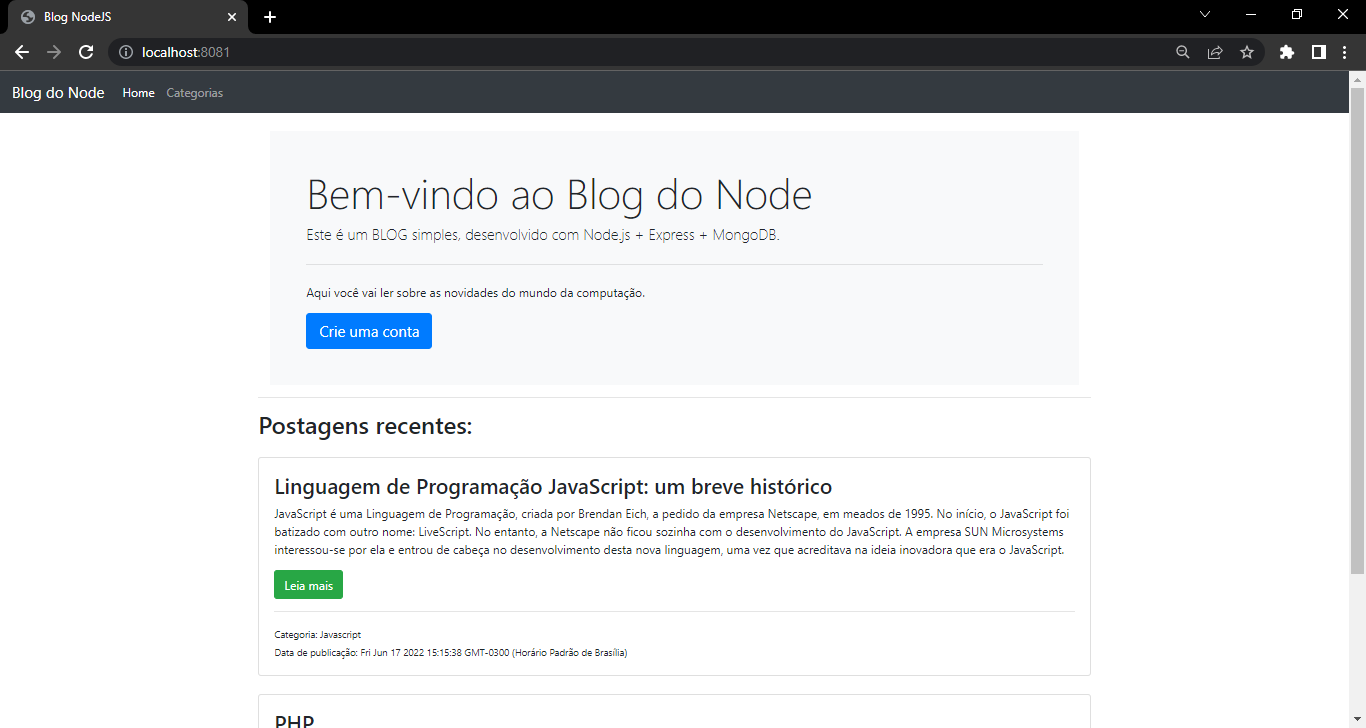 Blog NodeJS
localhost:8081
Blog do Node Home Categorias
Bem-vindo ao Blog do Node
Este é um BLOG simples, desenvolvido com Node.js + Express + MongoDB.
Aqui você vai ler sobre as novidades do mundo da computação.
Crie uma conta
Postagens recentes:
Linguagem de Programação JavaScript: um breve histórico
JavaScript é uma Linguagem de Programação, criada por Brendan Eich, a pedido da empresa Netscape, em meados de 1995. No início, o JavaScript foi
batizado com outro nome: LiveScript. No entanto, a Netscape não ficou sozinha com o desenvolvimento do JavaScript. A empresa SUN Microsystems
interessou-se por ela e entrou de cabeça no desenvolvimento desta nova linguagem, uma vez que acreditava na ideia inovadora que era o JavaScript.
Leia mais
Categoria: Javascript
Data de publicação: Fri Jun 17 2022 15:15:38 GMT-0300 (Horário Padrão de Brasília)
PHP